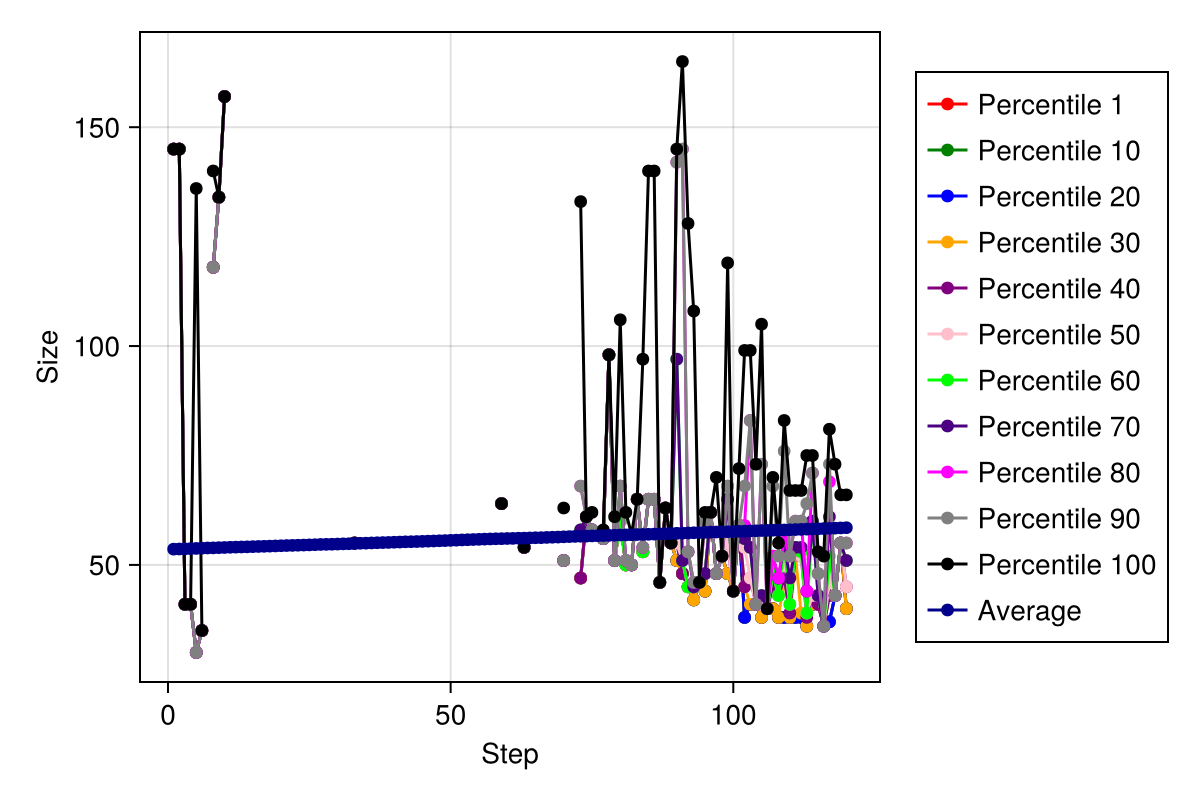 150
100
50
Size
0
50
100
Step
Percentile 1
Percentile 10
Percentile 20
Percentile 30
Percentile 40
Percentile 50
Percentile 60
Percentile 70
Percentile 80
Percentile 90
Percentile 100
Average